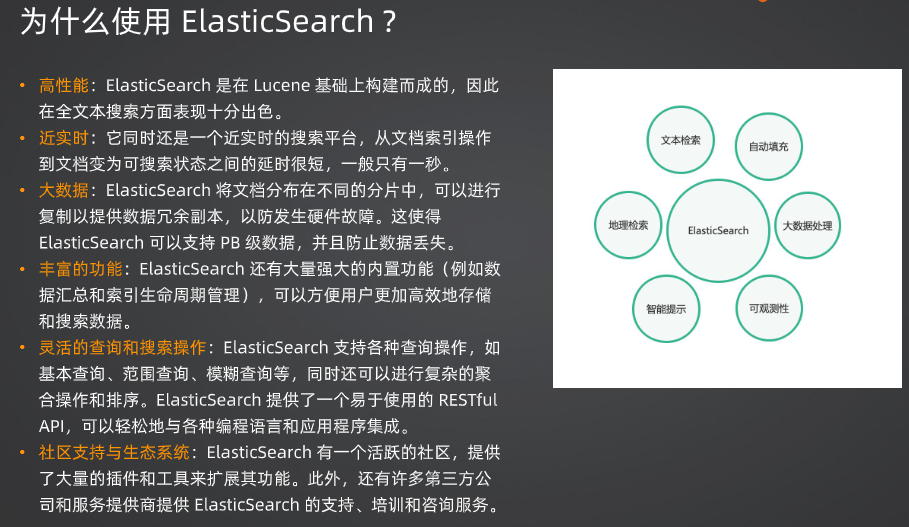 为什么使用 ElasticSearch？
• 高性能：ElasticSearch 是在 Lucene 基础上构建而成的，因此
在全文本搜索方面表现十分出色。
• 近实时：它同时还是一个近实时的搜索平台，从文档索引操作
到文档变为可搜索状态之间的延时很短，一般只有一秒。
• 大数据：ElasticSearch 将文档分布在不同的分片中，可以进行
复制以提供数据冗余副本，以防发生硬件故障。这使得
ElasticSearch 可以支持 PB 级数据，并且防止数据丢失。
• 丰富的功能：ElasticSearch 还有大量强大的内置功能（例如数
据汇总和索引生命周期管理），可以方便用户更加高效地存储
和搜索数据。
• 灵活的查询和搜索操作：ElasticSearch 支持各种查询操作，如
基本查询、范围查询、模糊查询等，同时还可以进行复杂的聚
合操作和排序。ElasticSearch 提供了一个易于使用的 RESTful
API，可以轻松地与各种编程语言和应用程序集成。
• 社区支持与生态系统：ElasticSearch 有一个活跃的社区，提供
了大量的插件和工具来扩展其功能。此外，还有许多第三方公
司和服务提供商提供 ElasticSearch 的支持、培训和咨询服务。
文本检索
自动填充
地理检索
ElasticSearch
大数据处理
智能提示
可观测性